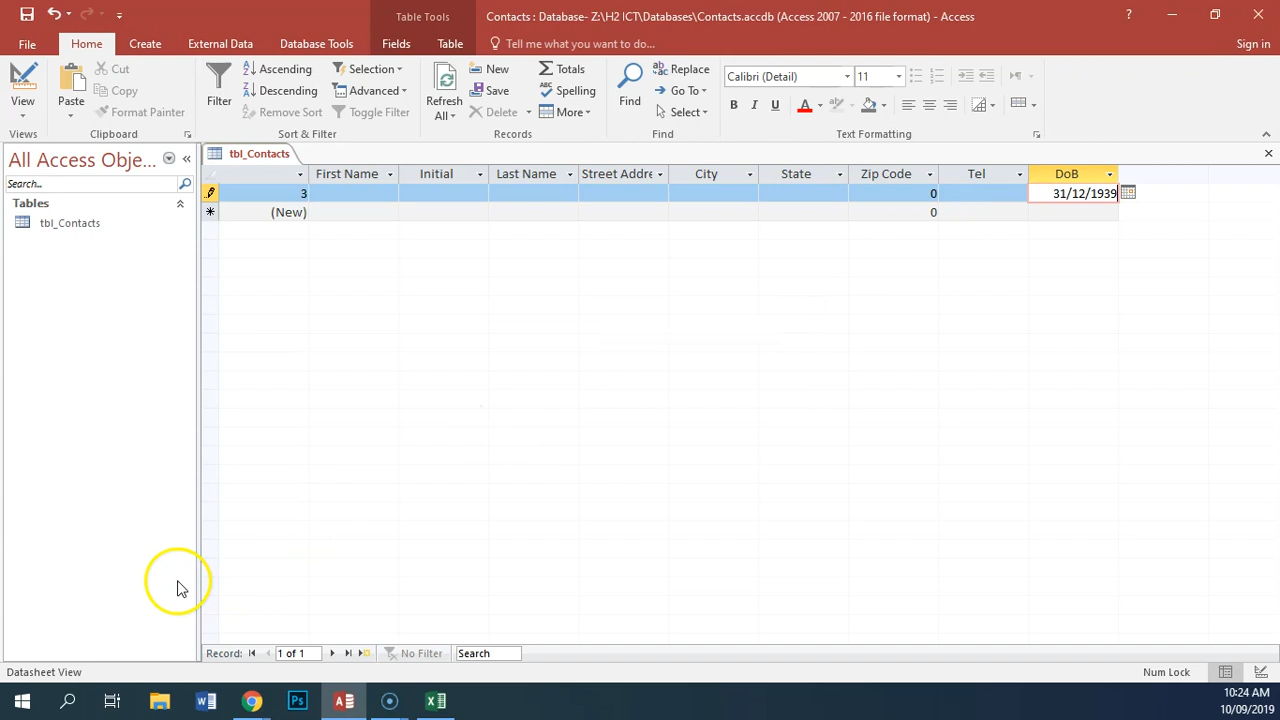 Table Tools
Contacts : Database- Z:\H2 ICT\Databases\Contacts.accdb (Access 2007 - 2016 file format) - Access
?
File Home Create External Data Database Tools Fields Table Tell me what you want to do... Sign in
View
Views
Paste
Cut
Copy
Format Painter
Clipboard
Filter
Ascending
Descending
Remove Sort
Selection
Advanced
Toggle Filter
Sort & Filter
Refresh
All
New
Save
Delete
Totals
Spelling
More
Records
Find
Replace
Go To
Select
Find
Calibri (Detail) 11
B I U A ab
Text Formatting
All Access Obje...
Search...
Tables
tbl_Contacts
tbl_Contacts
First Name Initial Last Name Street Addre City State Zip Code Tel DoB
3 0 31/12/1939
(New) 0
Record: 1 of 1 No Filter Search
Datasheet View Num Lock
10:24 AM
10/09/2019